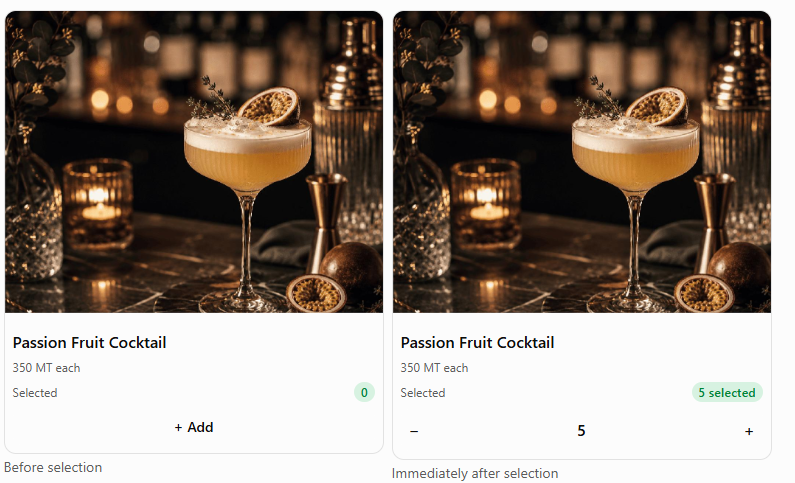 Passion Fruit Cocktail
350 MT each
Selected 0
+ Add
Before selection
Passion Fruit Cocktail
350 MT each
Selected 5 selected
− 5 +
Immediately after selection